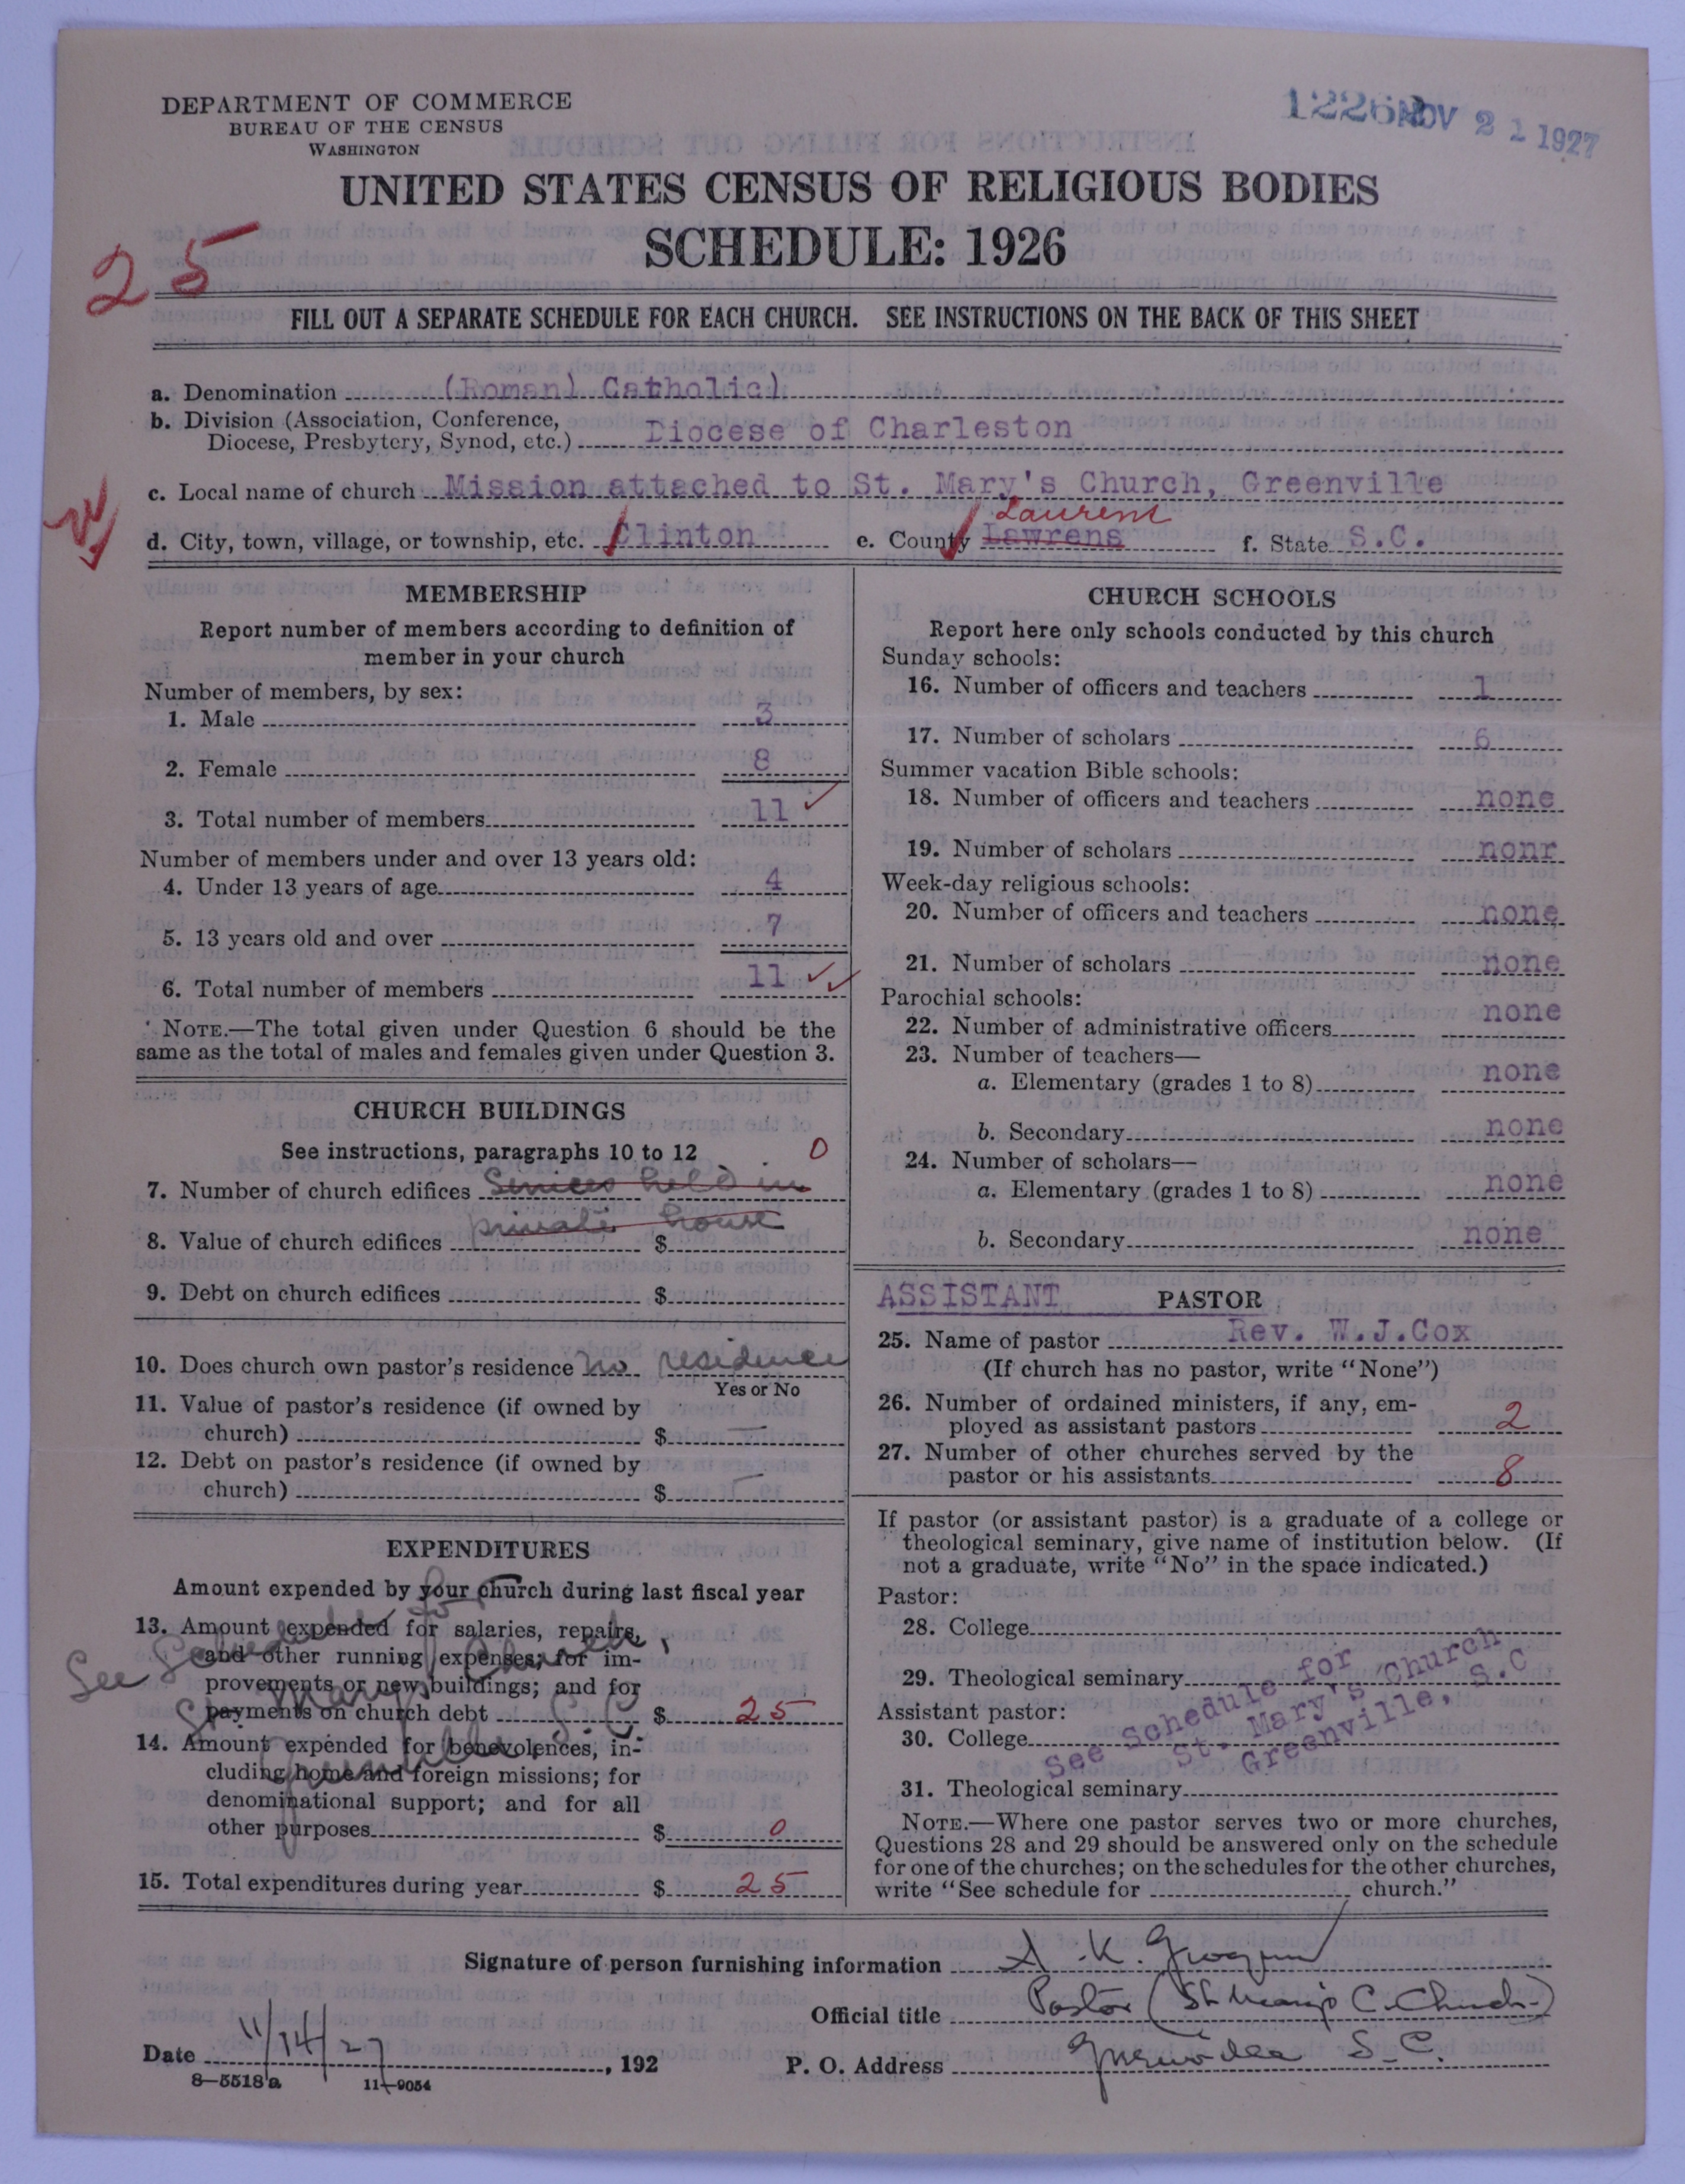 DEPARTMENT OF COMMERCE
BUREAU OF THE CENSUS
WASHINGTON
NOV 21 1927
UNITED STATES CENSUS OF RELIGIOUS BODIES
SCHEDULE: 1926
25
FILL OUT A SEPARATE SCHEDULE FOR EACH CHURCH. SEE INSTRUCTIONS ON THE BACK OF THIS SHEET
a. Denomination (Roman) Catholic)
b. Division (Association, Conference,
Diocese, Presbytery, Synod, etc.) Diocese of Charleston
c. Local name of church Mission attached to St. Mary's Church, Greenville
Laurens
d. City, town, village, or township, etc. Clinton e. County Lawrens f. State S.C.
MEMBERSHIP
Report number of members according to definition of
member in your church
Number of members, by sex:
1. Male 3
2. Female 8
3. Total number of members 11
Number of members under and over 13 years old:
4. Under 13 years of age 4
5. 13 years old and over 7
6. Total number of members 11
NOTE.—The total given under Question 6 should be the
same as the total of males and females given under Question 3.
CHURCH BUILDINGS
See instructions, paragraphs 10 to 12 0
7. Number of church edifices Services held in
8. Value of church edifices private house $
9. Debt on church edifices $
10. Does church own pastor's residence no residence
Yes or No
11. Value of pastor's residence (if owned by
church) $
12. Debt on pastor's residence (if owned by
church) $
EXPENDITURES
Amount expended by your church during last fiscal year
13. Amount expended for salaries, repairs,
and other running expenses; for im-
provements or new buildings; and for
payments on church debt $ 25
14. Amount expended for benevolences, in-
cluding home and foreign missions; for
denominational support; and for all
other purposes $ 0
15. Total expenditures during year $ 25
See Schedule for
St. Mary's Church,
Greenville, S.C
CHURCH SCHOOLS
Report here only schools conducted by this church
Sunday schools:
16. Number of officers and teachers 1
17. Number of scholars 6
Summer vacation Bible schools:
18. Number of officers and teachers none
19. Number of scholars nonr
Week-day religious schools:
20. Number of officers and teachers none
21. Number of scholars none
Parochial schools:
22. Number of administrative officers none
23. Number of teachers—
a. Elementary (grades 1 to 8) none
b. Secondary none
24. Number of scholars—
a. Elementary (grades 1 to 8) none
b. Secondary none
ASSISTANT PASTOR
25. Name of pastor Rev. W.J.Cox
(If church has no pastor, write "None")
26. Number of ordained ministers, if any, em-
ployed as assistant pastors 2
27. Number of other churches served by the
pastor or his assistants 8
If pastor (or assistant pastor) is a graduate of a college or
theological seminary, give name of institution below. (If
not a graduate, write "No" in the space indicated.)
Pastor:
28. College
29. Theological seminary
Assistant pastor:
30. College
See Schedule for
St. Mary's Church
Greenville, S.C
31. Theological seminary
NOTE.—Where one pastor serves two or more churches,
Questions 28 and 29 should be answered only on the schedule
for one of the churches; on the schedules for the other churches,
write "See schedule for church."
Signature of person furnishing information A. K. Gwynn
Official title Pastor (St Mary's C. Church)
Date 11/14/27, 192 P. O. Address Greenville S.C.
8—5518 a 11—9054